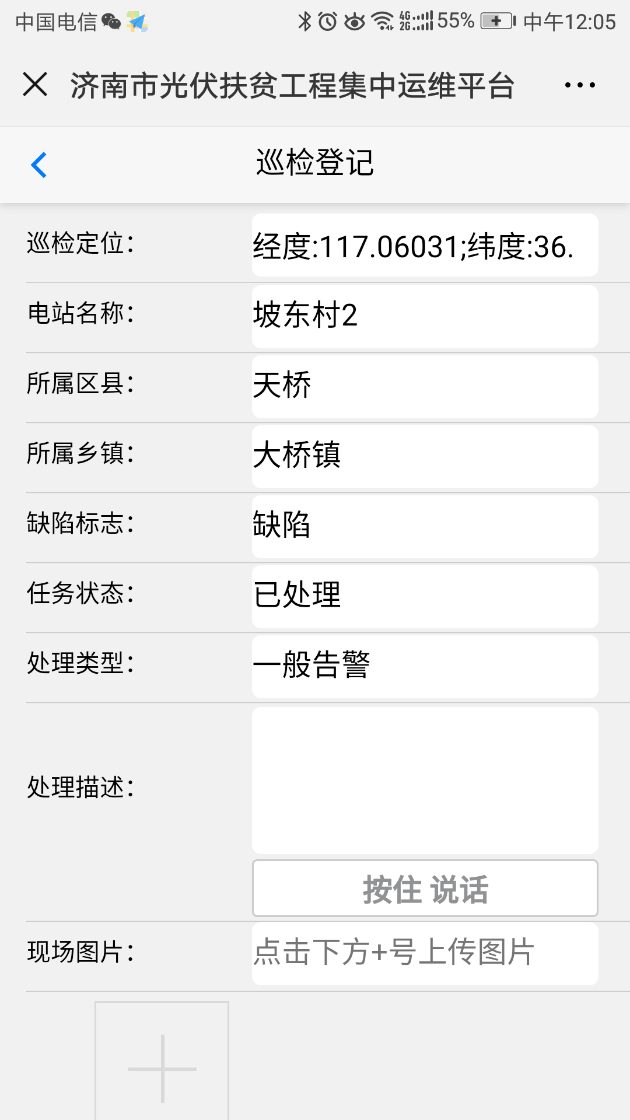 中国电信 4G 2G 55% 中午12:05
济南市光伏扶贫工程集中运维平台
巡检登记
巡检定位： 经度:117.06031;纬度:36.
电站名称： 坡东村2
所属区县： 天桥
所属乡镇： 大桥镇
缺陷标志： 缺陷
任务状态： 已处理
处理类型： 一般告警
处理描述：
按住 说话
现场图片： 点击下方+号上传图片